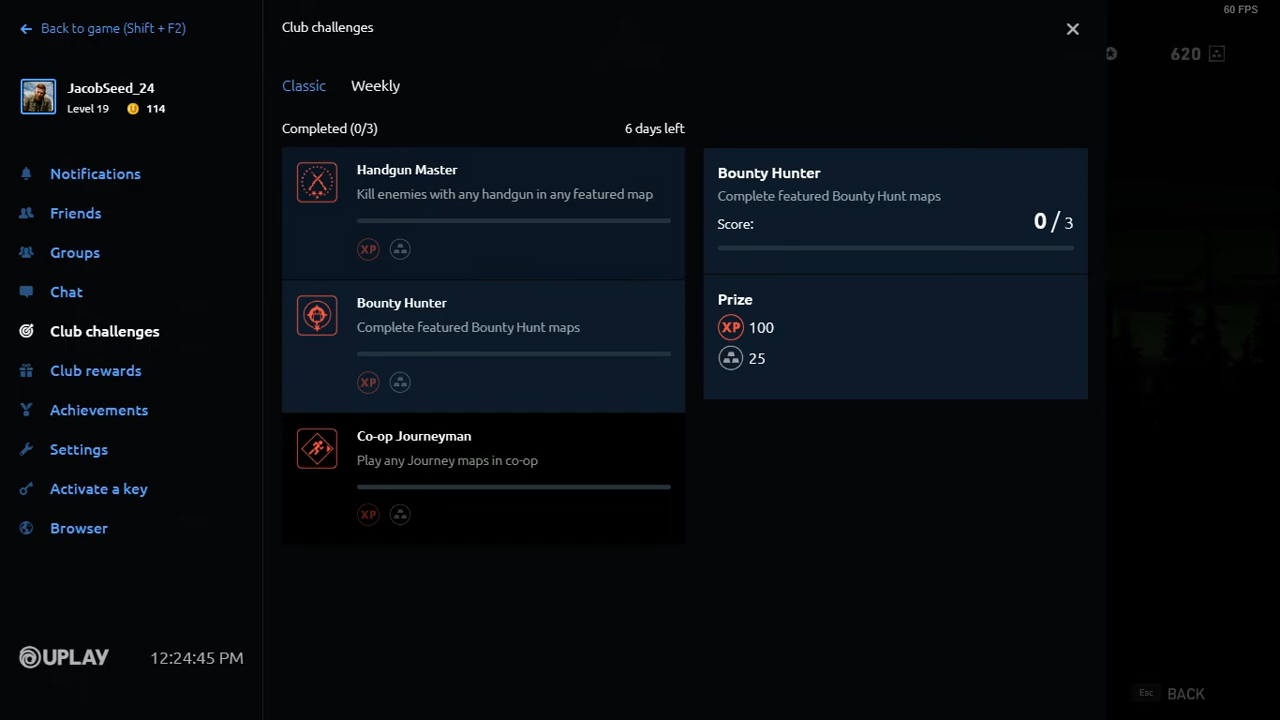 60 FPS
Back to game (Shift + F2)
Club challenges
620
JacobSeed_24
Level 19 114
Classic Weekly
Completed (0/3) 6 days left
Notifications
Friends
Groups
Chat
Club challenges
Club rewards
Achievements
Settings
Activate a key
Browser
Handgun Master
Kill enemies with any handgun in any featured map
XP
Bounty Hunter
Complete featured Bounty Hunt maps
XP
Co-op Journeyman
Play any Journey maps in co-op
XP
Bounty Hunter
Complete featured Bounty Hunt maps
Score: 0 / 3
Prize
XP 100
25
UPLAY 12:24:45 PM
Esc BACK